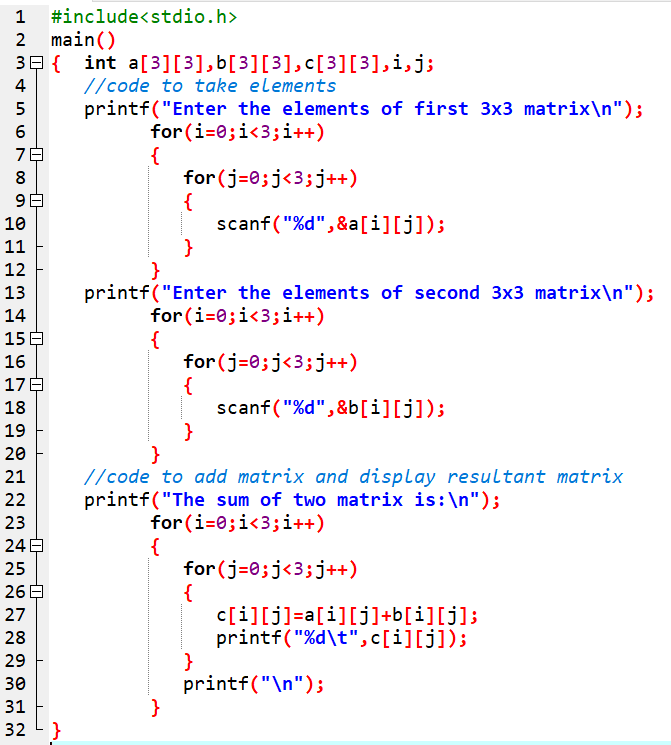 1 #include<stdio.h>
2 main()
3 { int a[3][3],b[3][3],c[3][3],i,j;
4 //code to take elements
5 printf("Enter the elements of first 3x3 matrix\n");
6 for(i=0;i<3;i++)
7 {
8 for(j=0;j<3;j++)
9 {
10 scanf("%d",&a[i][j]);
11 }
12 }
13 printf("Enter the elements of second 3x3 matrix\n");
14 for(i=0;i<3;i++)
15 {
16 for(j=0;j<3;j++)
17 {
18 scanf("%d",&b[i][j]);
19 }
20 }
21 //code to add matrix and display resultant matrix
22 printf("The sum of two matrix is:\n");
23 for(i=0;i<3;i++)
24 {
25 for(j=0;j<3;j++)
26 {
27 c[i][j]=a[i][j]+b[i][j];
28 printf("%d\t",c[i][j]);
29 }
30 printf("\n");
31 }
32 }